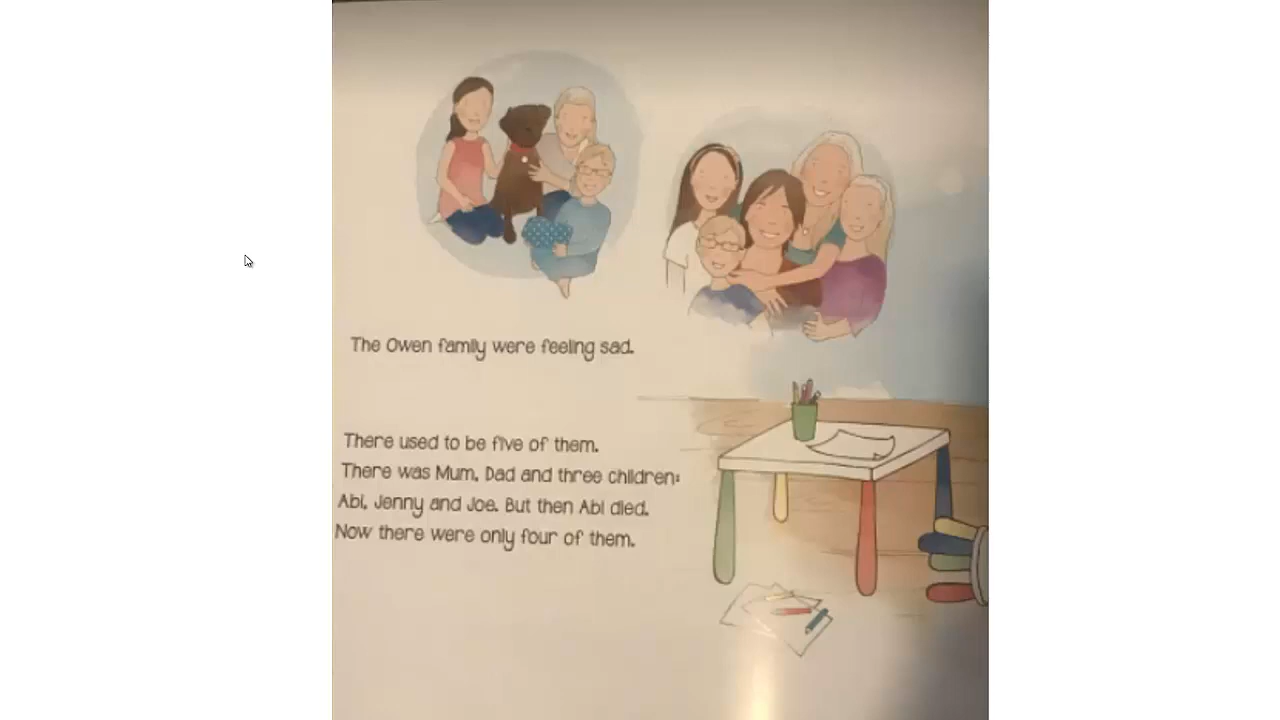 The Owen family were feeling sad.
There used to be five of them.
There was Mum, Dad and three children:
Abi, Jenny and Joe. But then Abi died.
Now there were only four of them.